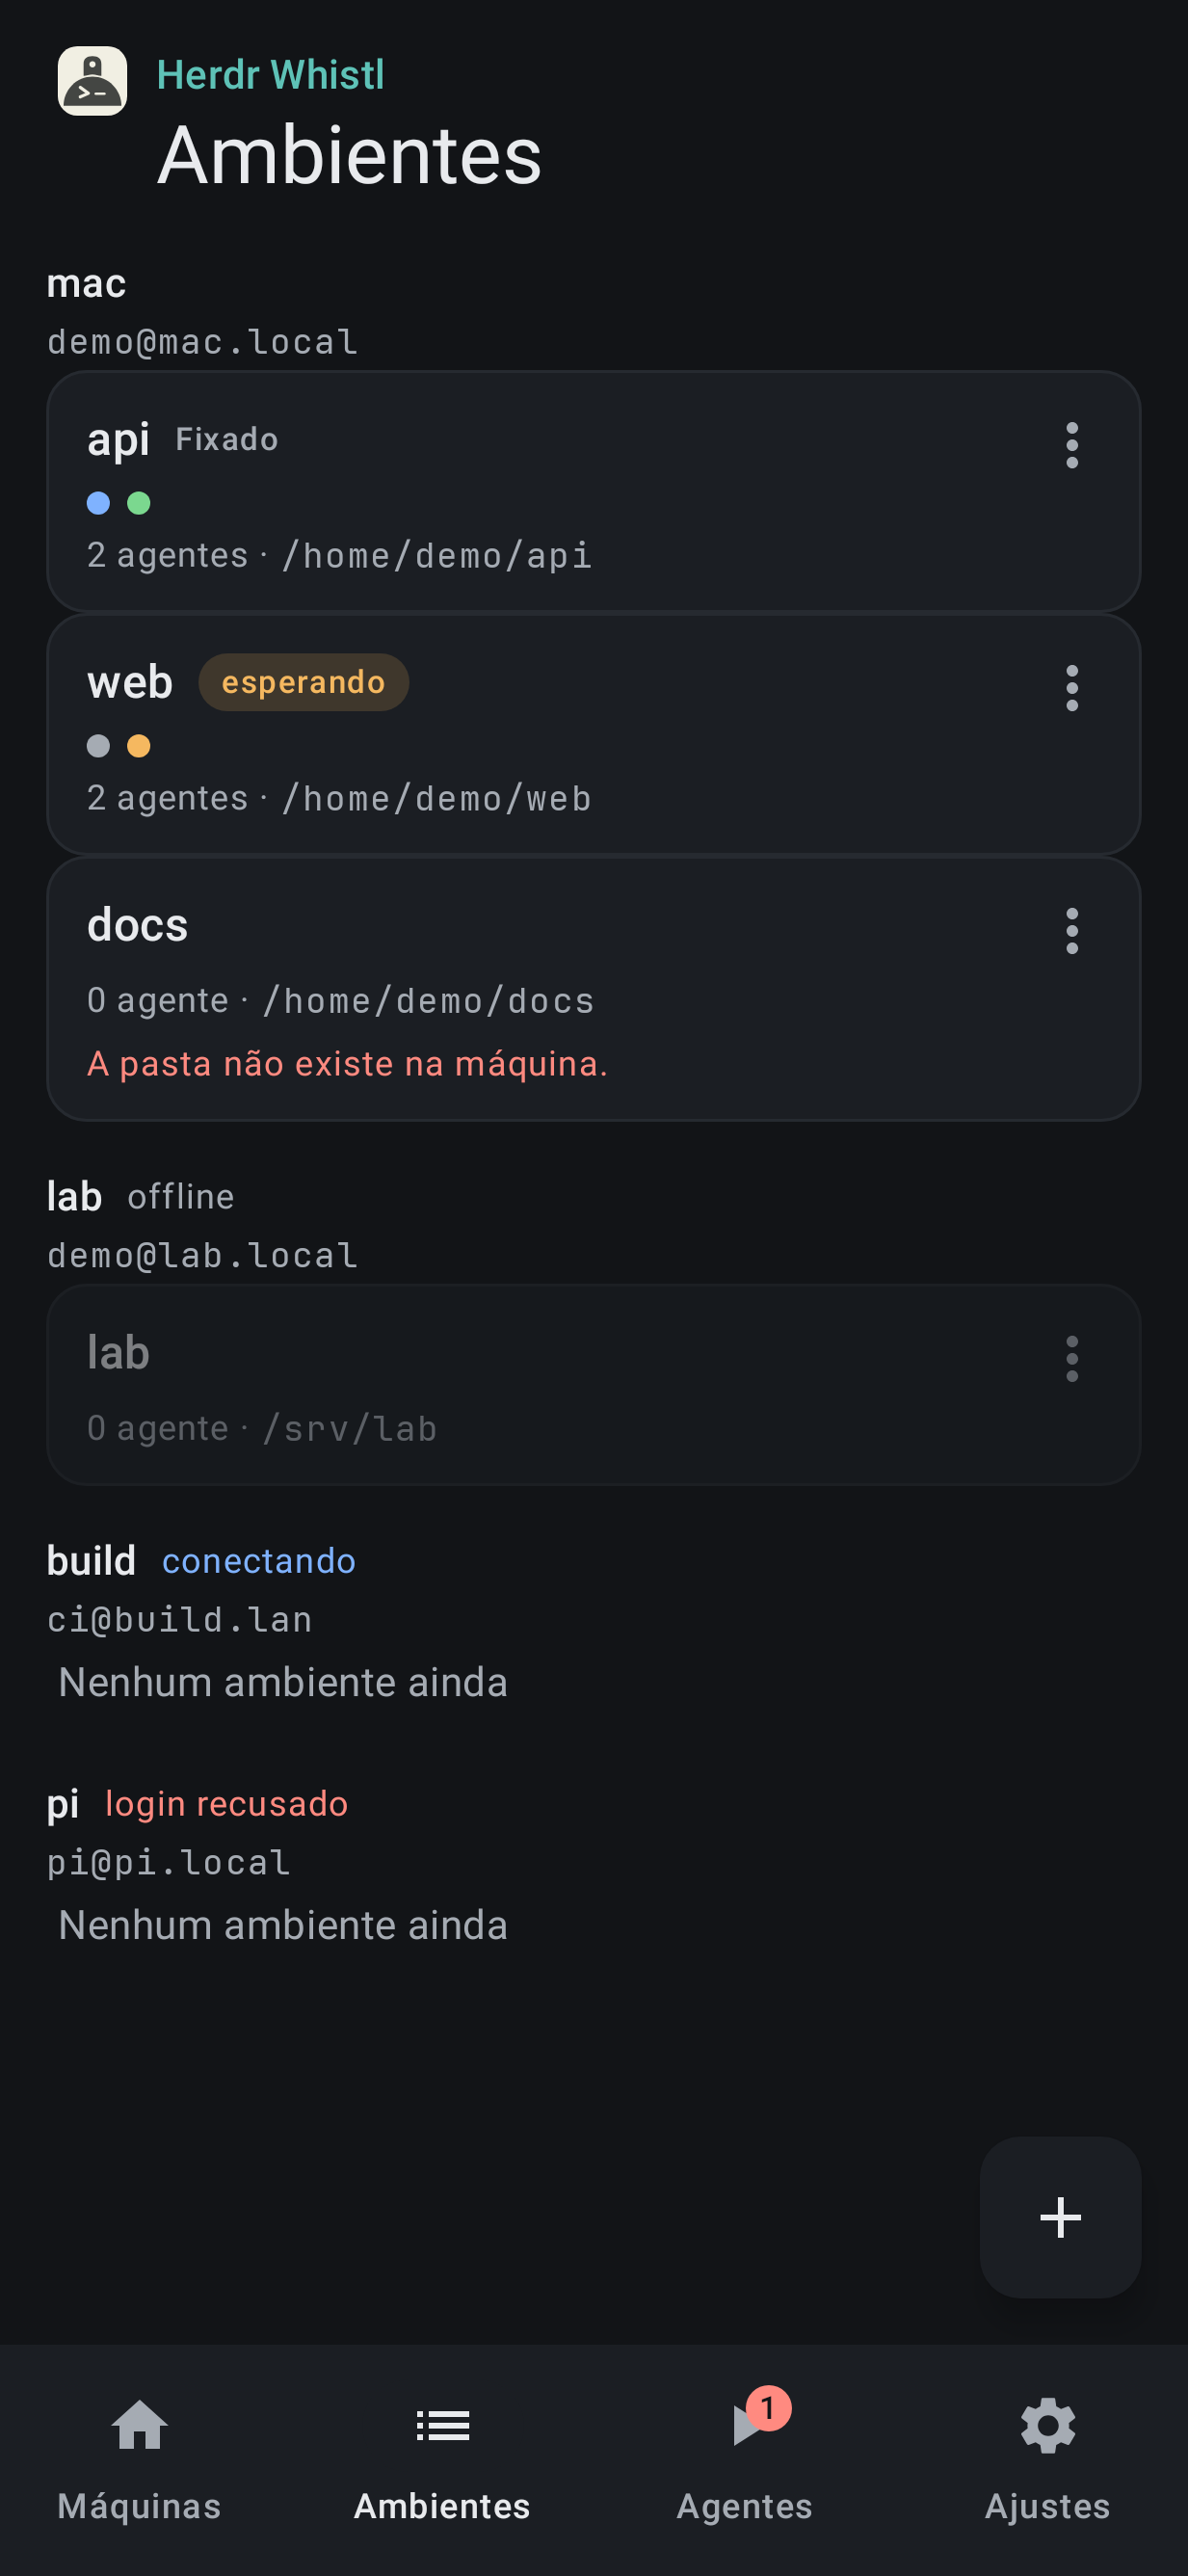 Herdr Whistl
Ambientes
mac
demo@mac.local
api Fixado
2 agentes · /home/demo/api
web esperando
2 agentes · /home/demo/web
docs
0 agente · /home/demo/docs
A pasta não existe na máquina.
lab offline
demo@lab.local
lab
0 agente · /srv/lab
build conectando
ci@build.lan
Nenhum ambiente ainda
pi login recusado
pi@pi.local
Nenhum ambiente ainda
1
Máquinas Ambientes Agentes Ajustes